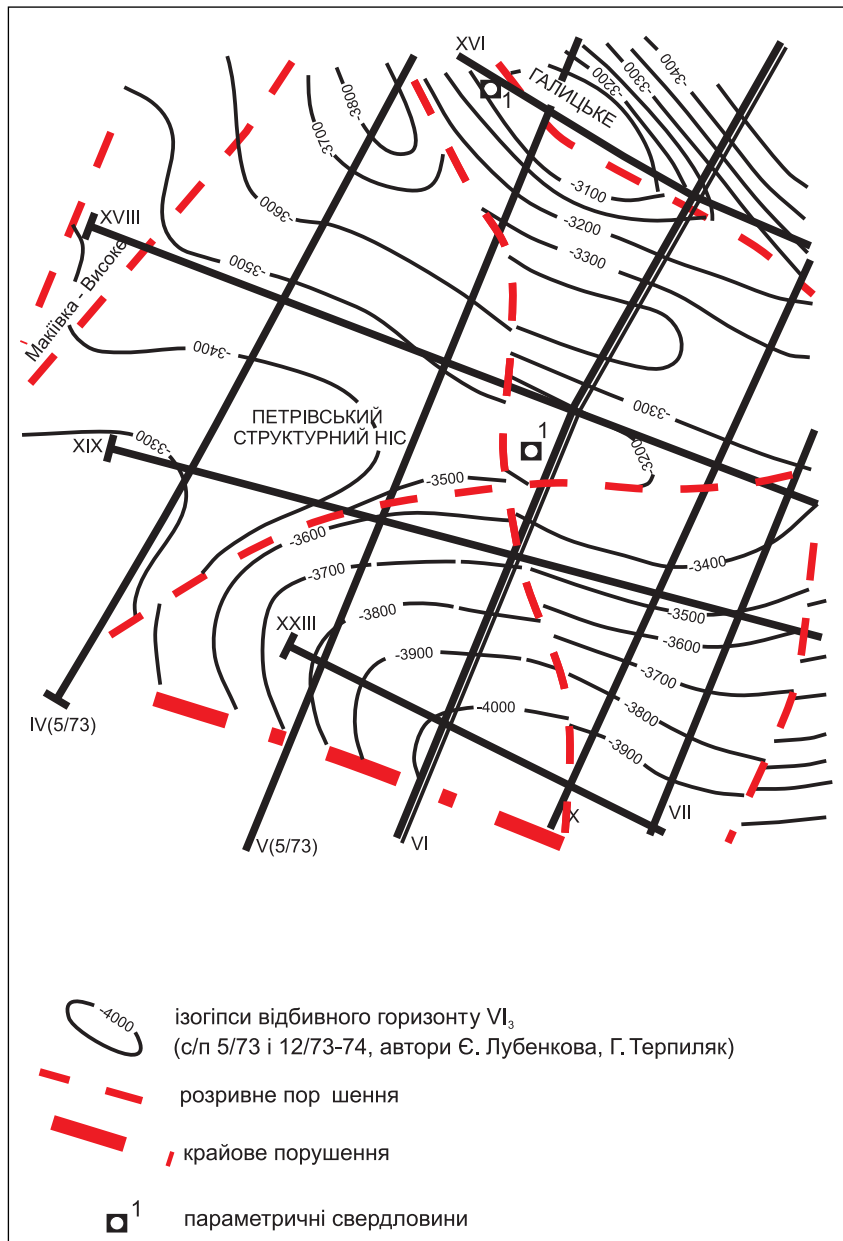 XVI
ГАЛИЦЬКЕ
1
-3200
-3300
-3400
-3800
-3700
-3600
-3100
-3200
-3300
XVIII
Макіївка - Високе
-3500
-3400
-3300
ПЕТРІВСЬКИЙ
СТРУКТУРНИЙ НІС
-3300
XIX
1
-3200
-3500
-3600
-3400
-3700
-3500
-3800
-3600
XXIII
-3900
-3700
-4000
-3800
-3900
IV(5/73)
V(5/73)
VI
X
VII
-4000
ізогіпси відбивного горизонту VI₃
(с/п 5/73 і 12/73-74, автори Є. Лубенкова, Г. Терпиляк)
розривне пор шення
крайове порушення
1
параметричні свердловини